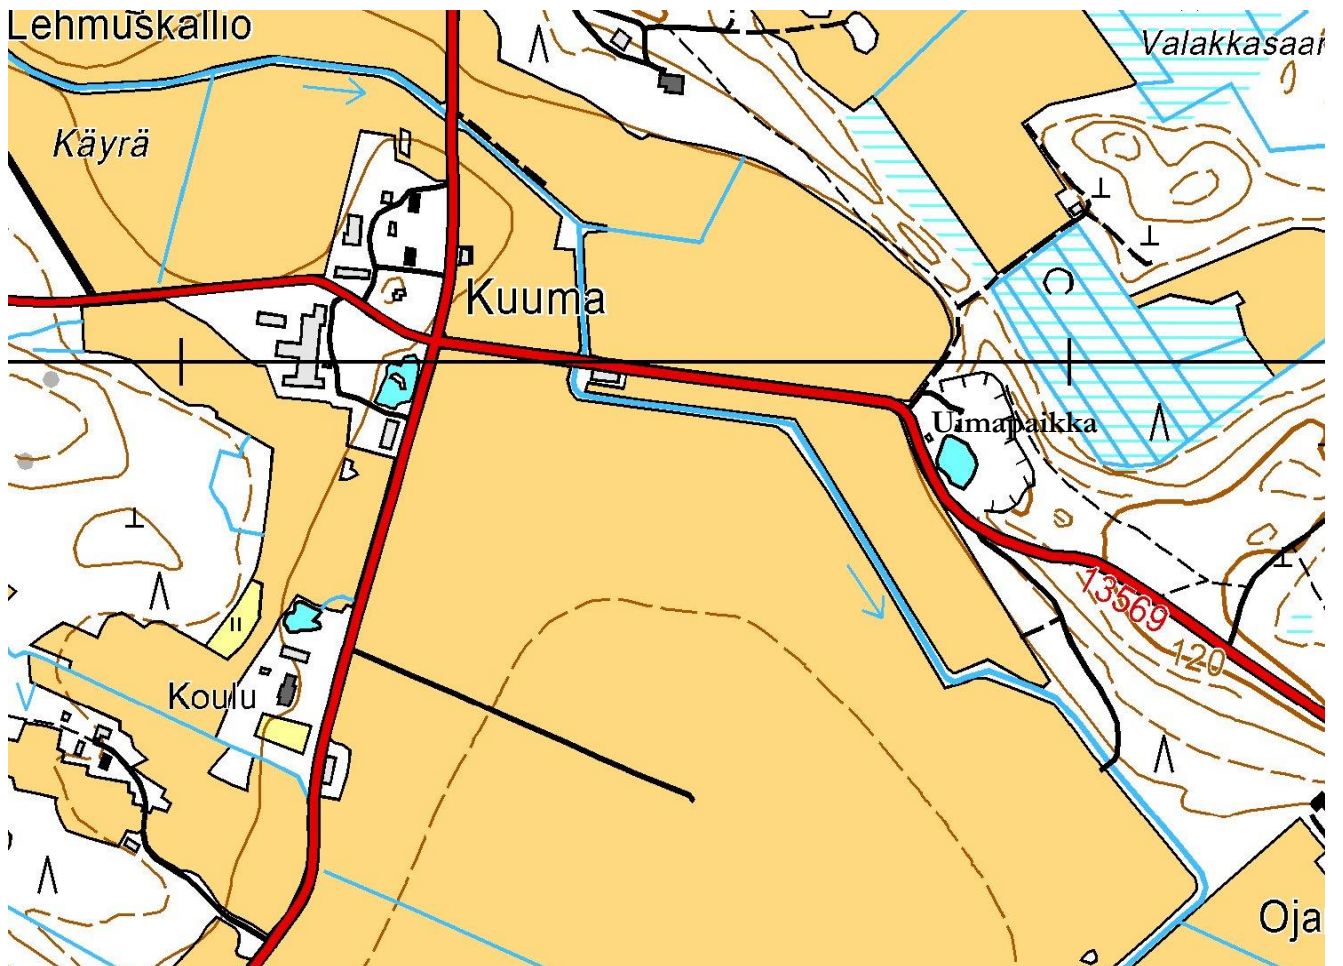 Lehmuskallio
Valakkasaar
Käyrä
Kuuma
Uimapaikka
13569
120
Koulu
Oja